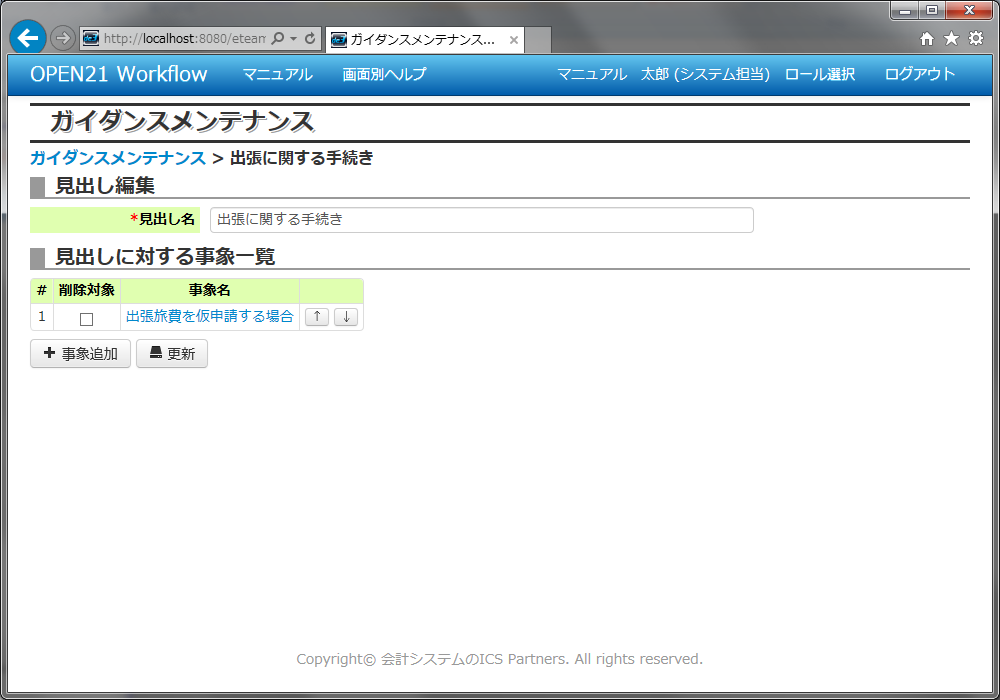 http://localhost:8080/eteam
ガイダンスメンテナンス...
OPEN21 Workflow マニュアル 画面別ヘルプ マニュアル 太郎 (システム担当) ロール選択 ログアウト
ガイダンスメンテナンス
ガイダンスメンテナンス > 出張に関する手続き
見出し編集
*見出し名 出張に関する手続き
見出しに対する事象一覧
# 削除対象 事象名
1 出張旅費を仮申請する場合 ↑ ↓
事象追加 更新
Copyright© 会計システムのICS Partners. All rights reserved.